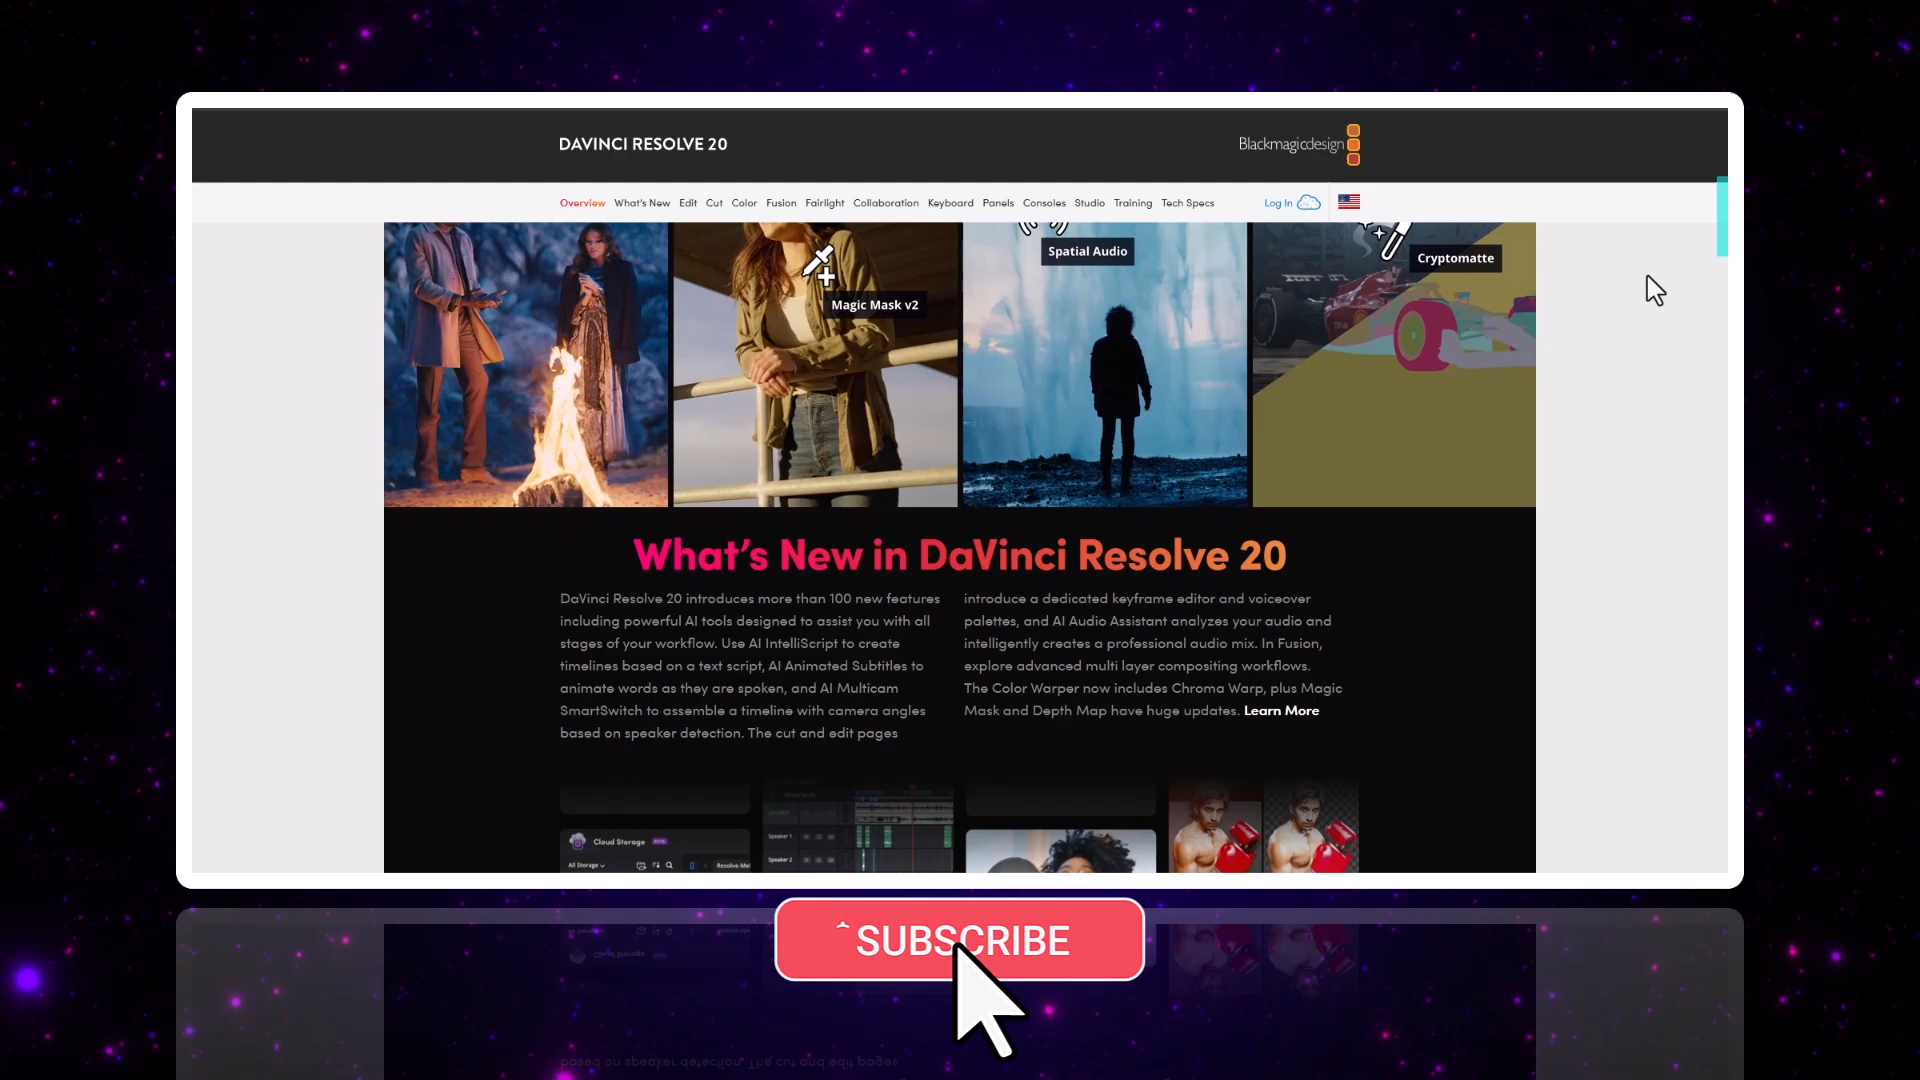 DAVINCI RESOLVE 20
Blackmagicdesign
Overview What's New Edit Cut Color Fusion Fairlight Collaboration Keyboard Panels Consoles Studio Training Tech Specs Log In
Magic Mask v2
Spatial Audio
Cryptomatte
What's New in DaVinci Resolve 20
DaVinci Resolve 20 introduces more than 100 new features
including powerful AI tools designed to assist you with all
stages of your workflow. Use AI IntelliScript to create
timelines based on a text script, AI Animated Subtitles to
animate words as they are spoken, and AI Multicam
SmartSwitch to assemble a timeline with camera angles
based on speaker detection. The cut and edit pages
introduce a dedicated keyframe editor and voiceover
palettes, and AI Audio Assistant analyzes your audio and
intelligently creates a professional audio mix. In Fusion,
explore advanced multi layer compositing workflows.
The Color Warper now includes Chroma Warp, plus Magic
Mask and Depth Map have huge updates. Learn More
Cloud Storage BETA
All Storage
Speaker 1
Speaker 2
SUBSCRIBE